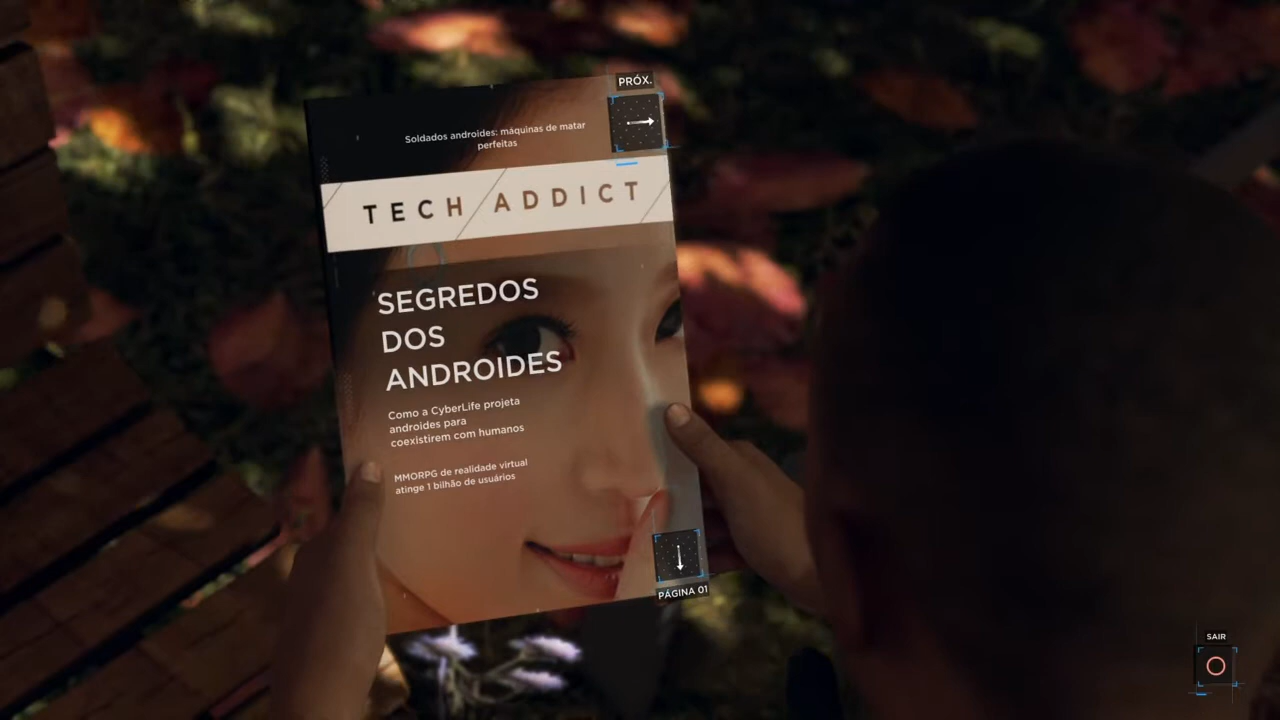 PRÓX.
Soldados androides: máquinas de matar
perfeitas
TECH ADDICT
SEGREDOS
DOS
ANDROIDES
Como a CyberLife projeta
androides para
coexistirem com humanos
MMORPG de realidade virtual
atinge 1 bilhão de usuários
PÁGINA 01
SAIR